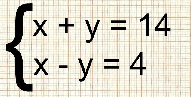 x + y = 14
x - y = 4